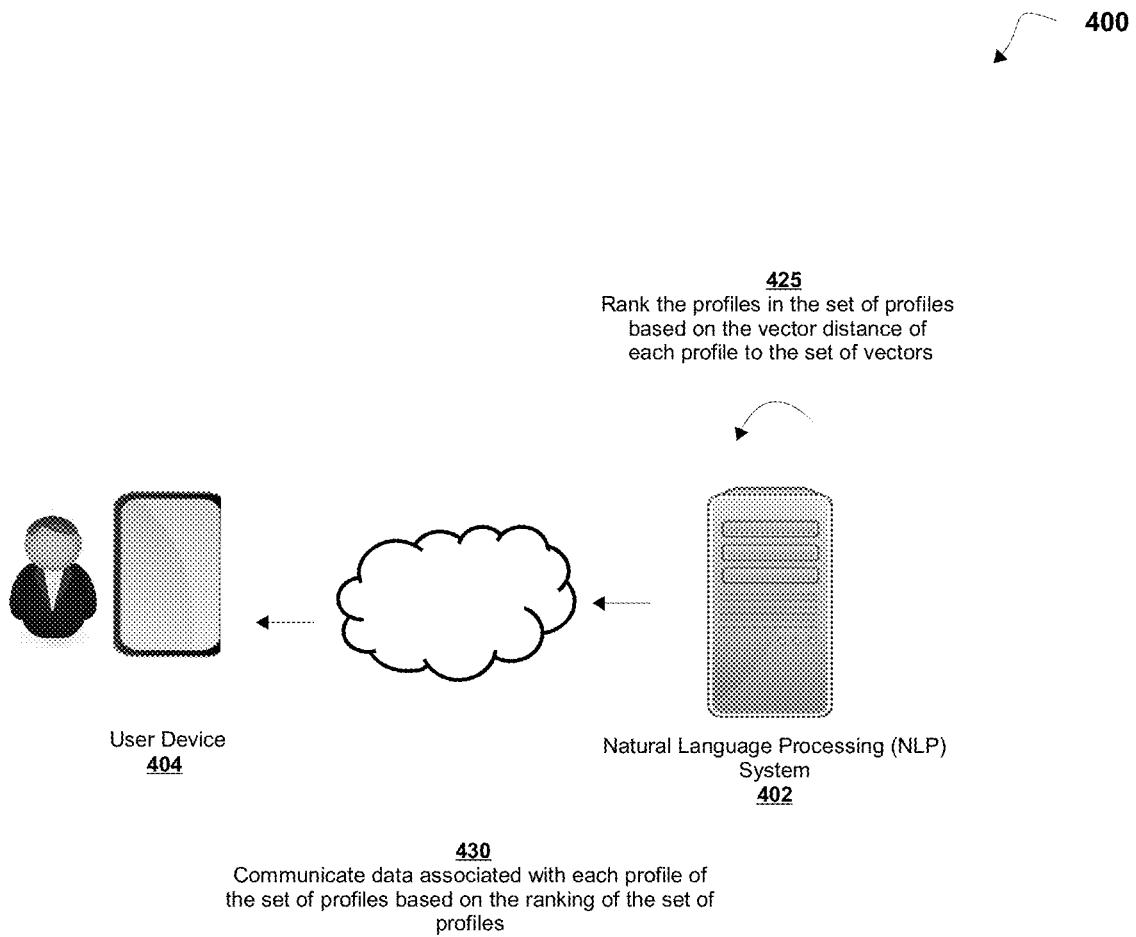 400
425
Rank the profiles in the set of profiles
based on the vector distance of
each profile to the set of vectors
User Device
404
Natural Language Processing (NLP)
System
402
430
Communicate data associated with each profile of
the set of profiles based on the ranking of the set of
profiles